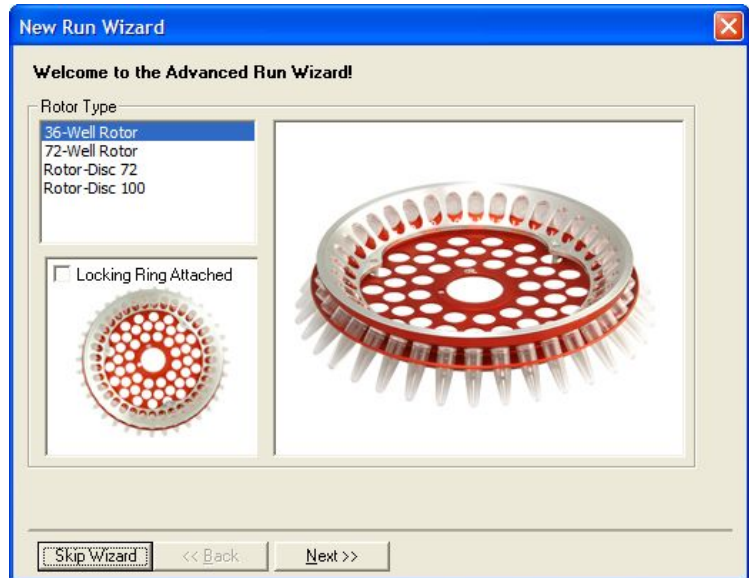 New Run Wizard
Welcome to the Advanced Run Wizard!
Rotor Type
36-Well Rotor
72-Well Rotor
Rotor-Disc 72
Rotor-Disc 100
Locking Ring Attached
Skip Wizard << Back Next >>